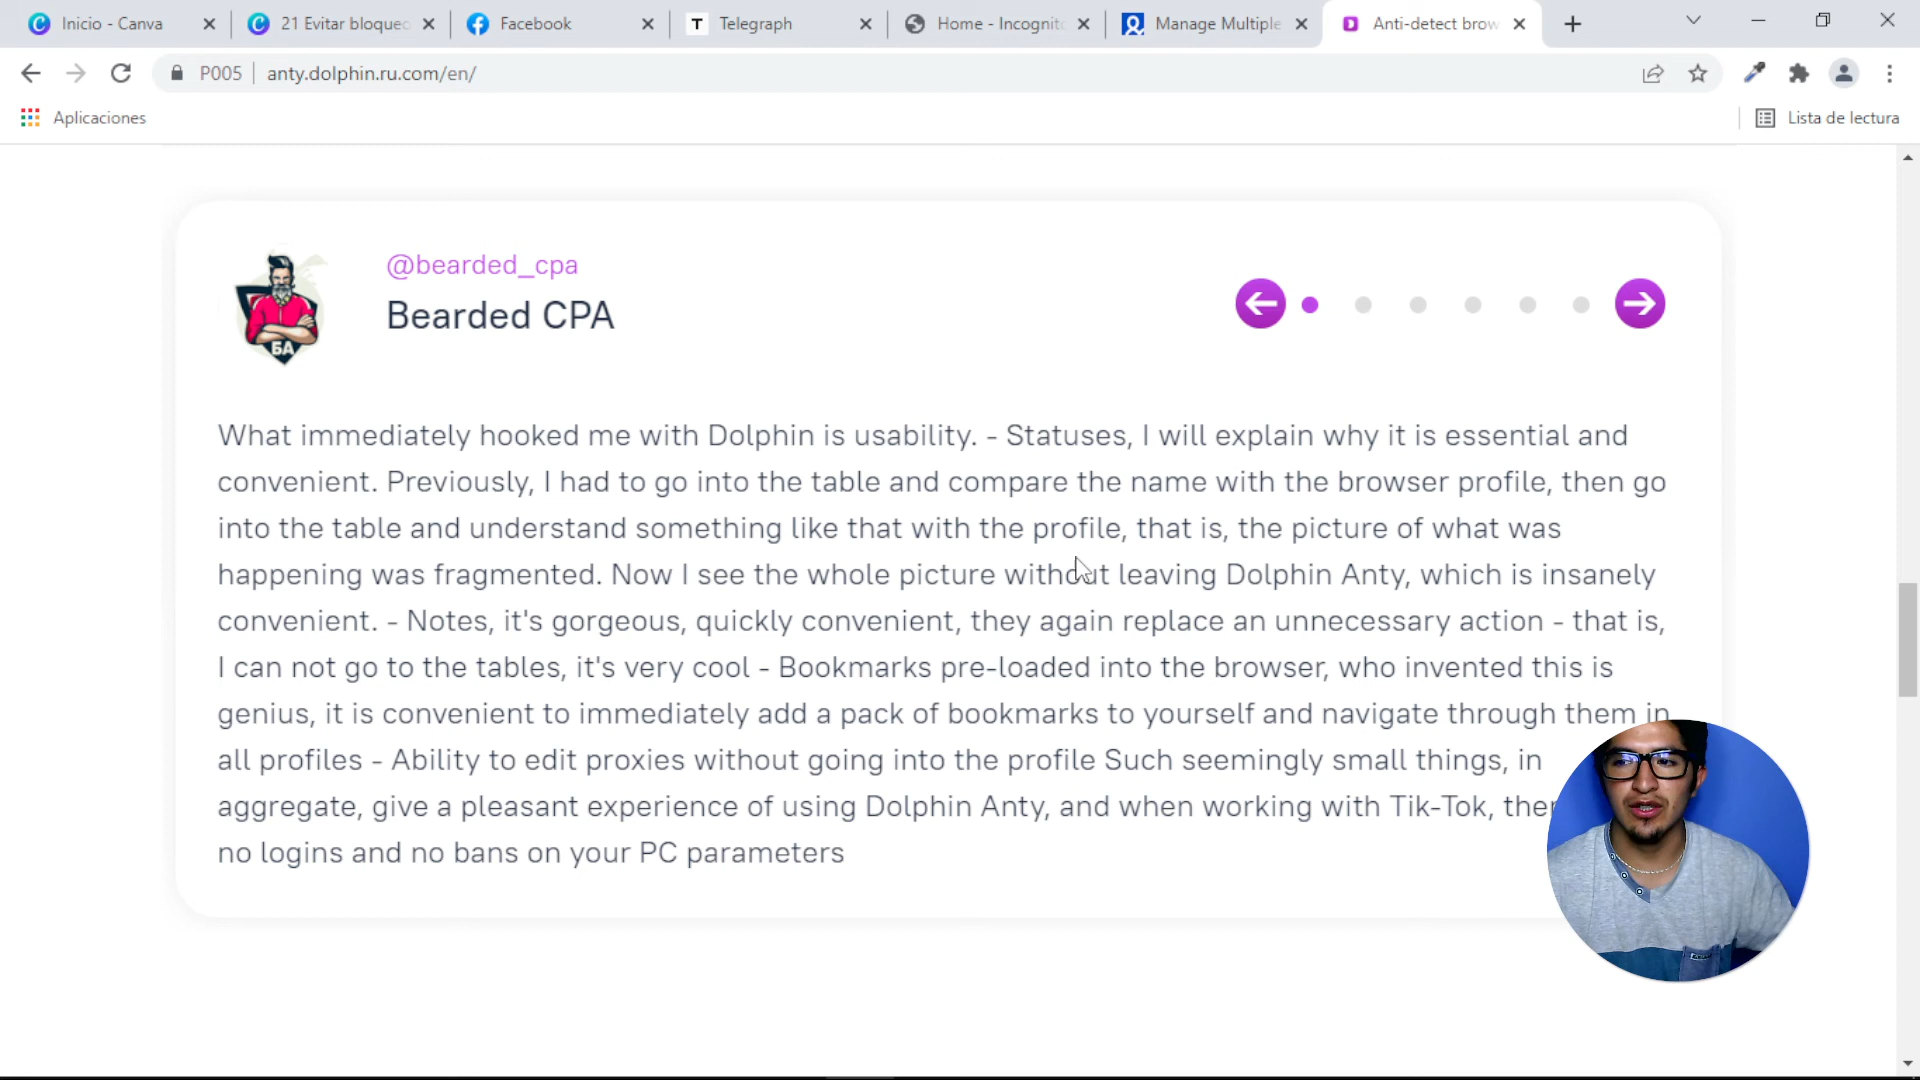 Inicio - Canva
21 Evitar bloqueo
Facebook
T Telegraph
Home - Incognito
Manage Multiple
Anti-detect brow
P005 anty.dolphin.ru.com/en/
Aplicaciones
Lista de lectura
@bearded_cpa
Bearded CPA
БА
What immediately hooked me with Dolphin is usability. - Statuses, I will explain why it is essential and
convenient. Previously, I had to go into the table and compare the name with the browser profile, then go
into the table and understand something like that with the profile, that is, the picture of what was
happening was fragmented. Now I see the whole picture without leaving Dolphin Anty, which is insanely
convenient. - Notes, it's gorgeous, quickly convenient, they again replace an unnecessary action - that is,
I can not go to the tables, it's very cool - Bookmarks pre-loaded into the browser, who invented this is
genius, it is convenient to immediately add a pack of bookmarks to yourself and navigate through them in
all profiles - Ability to edit proxies without going into the profile Such seemingly small things, in
aggregate, give a pleasant experience of using Dolphin Anty, and when working with Tik-Tok, ther
no logins and no bans on your PC parameters